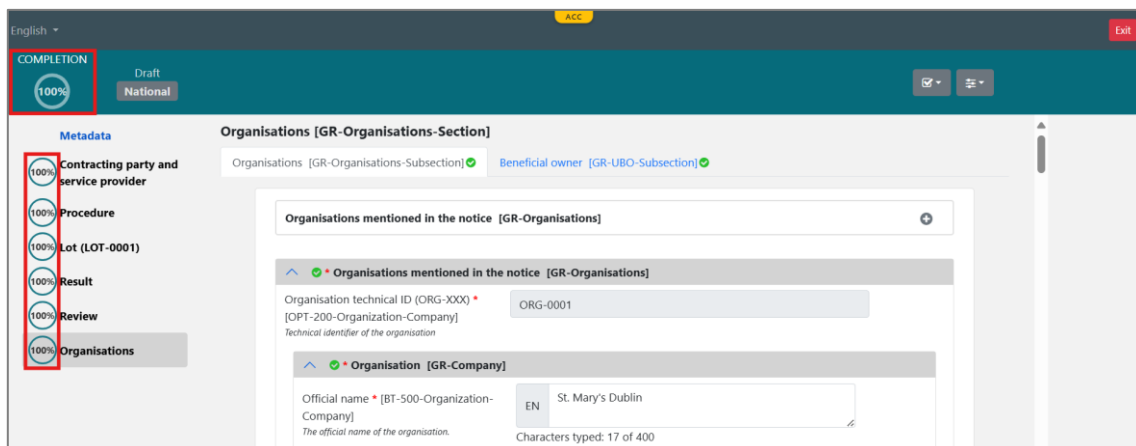 ACC
English
Exit
COMPLETION
100%
Draft
National
Metadata
100% Contracting party and
service provider
100% Procedure
100% Lot (LOT-0001)
100% Result
100% Review
100% Organisations
Organisations [GR-Organisations-Section]
Organisations [GR-Organisations-Subsection]
Beneficial owner [GR-UBO-Subsection]
Organisations mentioned in the notice [GR-Organisations]
* Organisations mentioned in the notice [GR-Organisations]
Organisation technical ID (ORG-XXX) *
[OPT-200-Organization-Company]
Technical identifier of the organisation
ORG-0001
* Organisation [GR-Company]
Official name * [BT-500-Organization-
Company]
The official name of the organisation.
EN
St. Mary's Dublin
Characters typed: 17 of 400